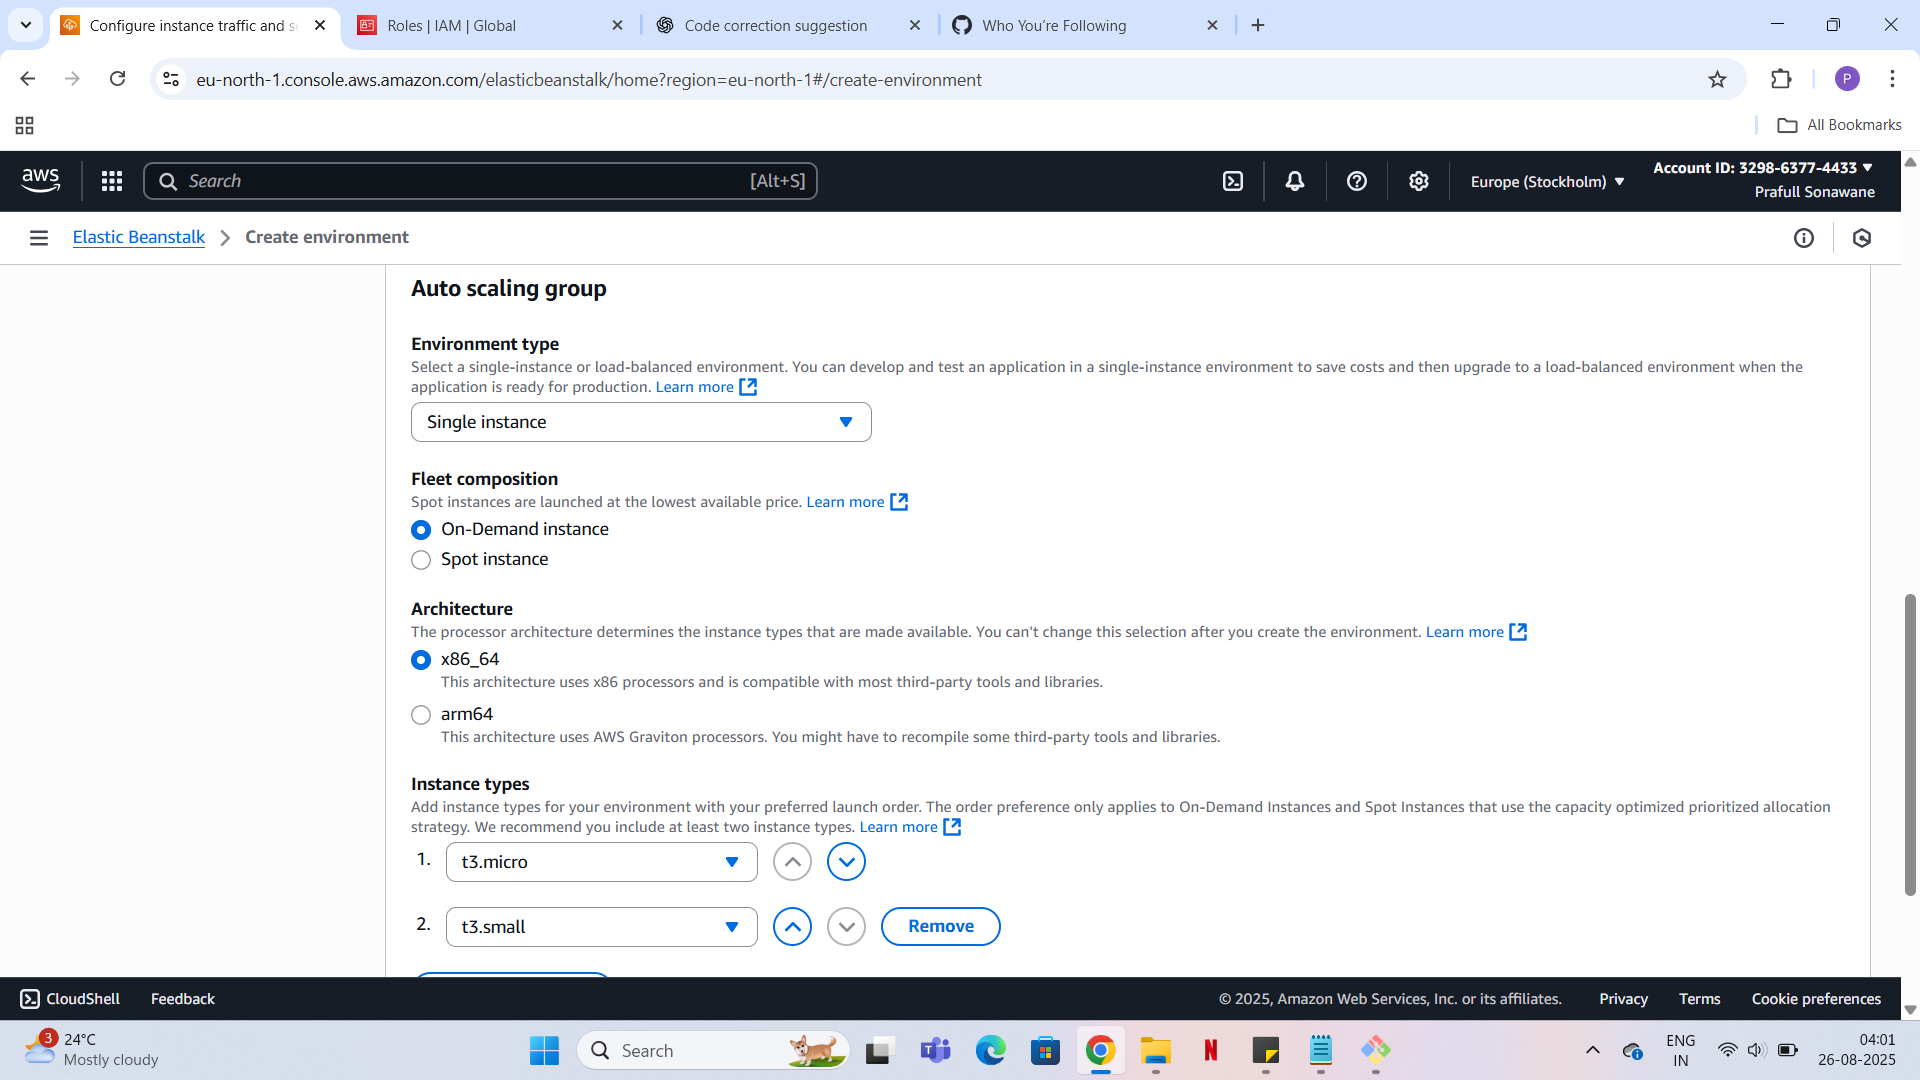 Configure instance traffic and s
Roles | IAM | Global
Code correction suggestion
Who You're Following
eu-north-1.console.aws.amazon.com/elasticbeanstalk/home?region=eu-north-1#/create-environment
P
All Bookmarks
aws
Search
[Alt+S]
Europe (Stockholm)
Account ID: 3298-6377-4433
Prafull Sonawane
Elastic Beanstalk
Create environment
Auto scaling group
Environment type
Select a single-instance or load-balanced environment. You can develop and test an application in a single-instance environment to save costs and then upgrade to a load-balanced environment when the
application is ready for production. Learn more
Single instance
Fleet composition
Spot instances are launched at the lowest available price. Learn more
On-Demand instance
Spot instance
Architecture
The processor architecture determines the instance types that are made available. You can't change this selection after you create the environment. Learn more
x86_64
This architecture uses x86 processors and is compatible with most third-party tools and libraries.
arm64
This architecture uses AWS Graviton processors. You might have to recompile some third-party tools and libraries.
Instance types
Add instance types for your environment with your preferred launch order. The order preference only applies to On-Demand Instances and Spot Instances that use the capacity optimized prioritized allocation
strategy. We recommend you include at least two instance types. Learn more
1. t3.micro
2. t3.small Remove
CloudShell Feedback
© 2025, Amazon Web Services, Inc. or its affiliates. Privacy Terms Cookie preferences
3
24°C
Mostly cloudy
Search
ENG
IN
04:01
26-08-2025